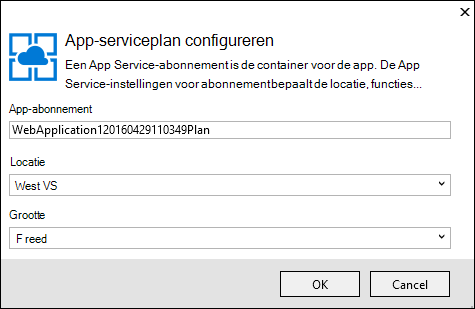 App-serviceplan configureren
Een App Service-abonnement is de container voor de app. De App
Service-instellingen voor abonnement bepaalt de locatie, functies...
App-abonnement
WebApplication120160429110349Plan
Locatie
West VS
Grootte
Freed
OK
Cancel